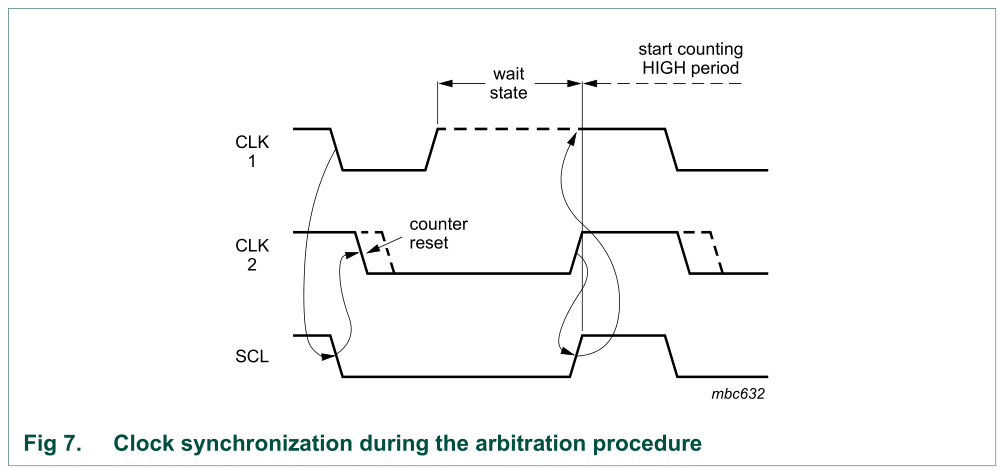 start counting
HIGH period
wait
state
CLK
1
counter
reset
CLK
2
SCL
mbc632
Fig 7. Clock synchronization during the arbitration procedure